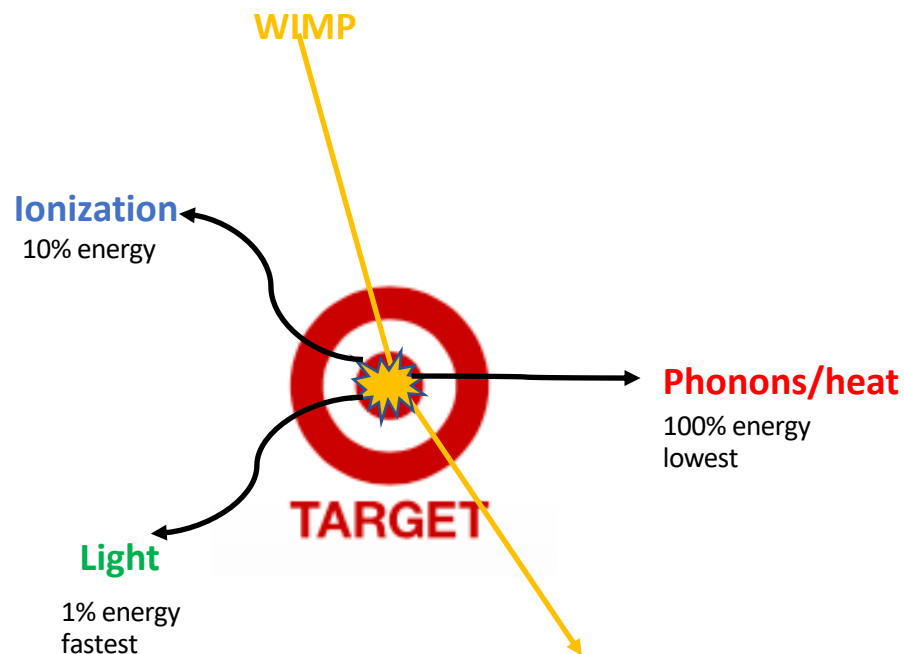 WIMP
Ionization
10% energy
Phonons/heat
100% energy
lowest
TARGET
Light
1% energy
fastest